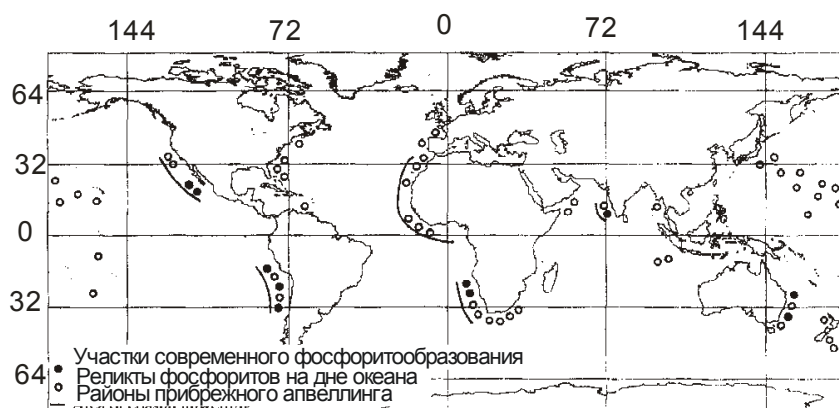 144 72 0 72 144
64
32
0
32
64
Участки современного фосфоритообразования
Реликты фосфоритов на дне океана
Районы прибрежного апвеллинга